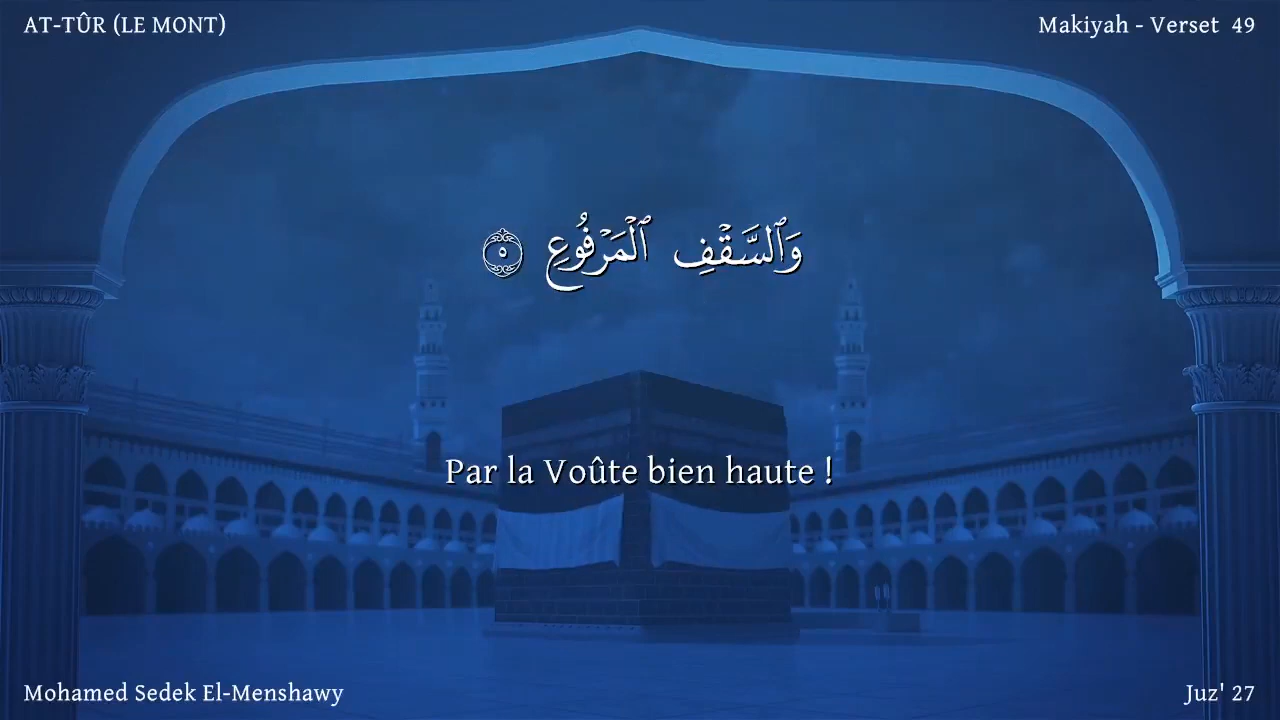 AT-TÛR (LE MONT)
Makiyah - Verset 49
وَٱلسَّقْفِ ٱلْمَرْفُوعِ ٥
Par la Voûte bien haute !
Mohamed Sedek El-Menshawy
Juz' 27